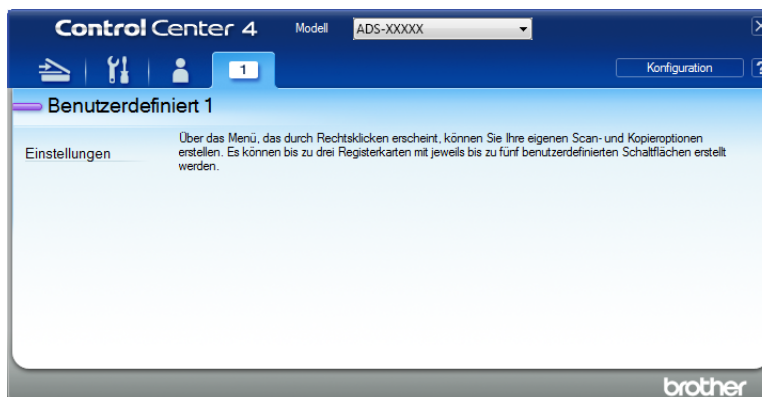 Control Center 4 Modell ADS-XXXXX
1 Konfiguration ?
Benutzerdefiniert 1
Einstellungen
Über das Menü, das durch Rechtsklicken erscheint, können Sie Ihre eigenen Scan- und Kopieroptionen
erstellen. Es können bis zu drei Registerkarten mit jeweils bis zu fünf benutzerdefinierten Schaltflächen erstellt
werden.
brother